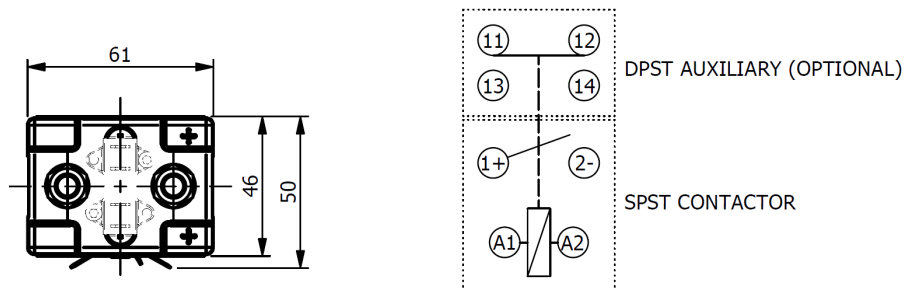 61
46
50
11 12
DPST AUXILIARY (OPTIONAL)
13 14
1+ 2-
SPST CONTACTOR
A1 A2